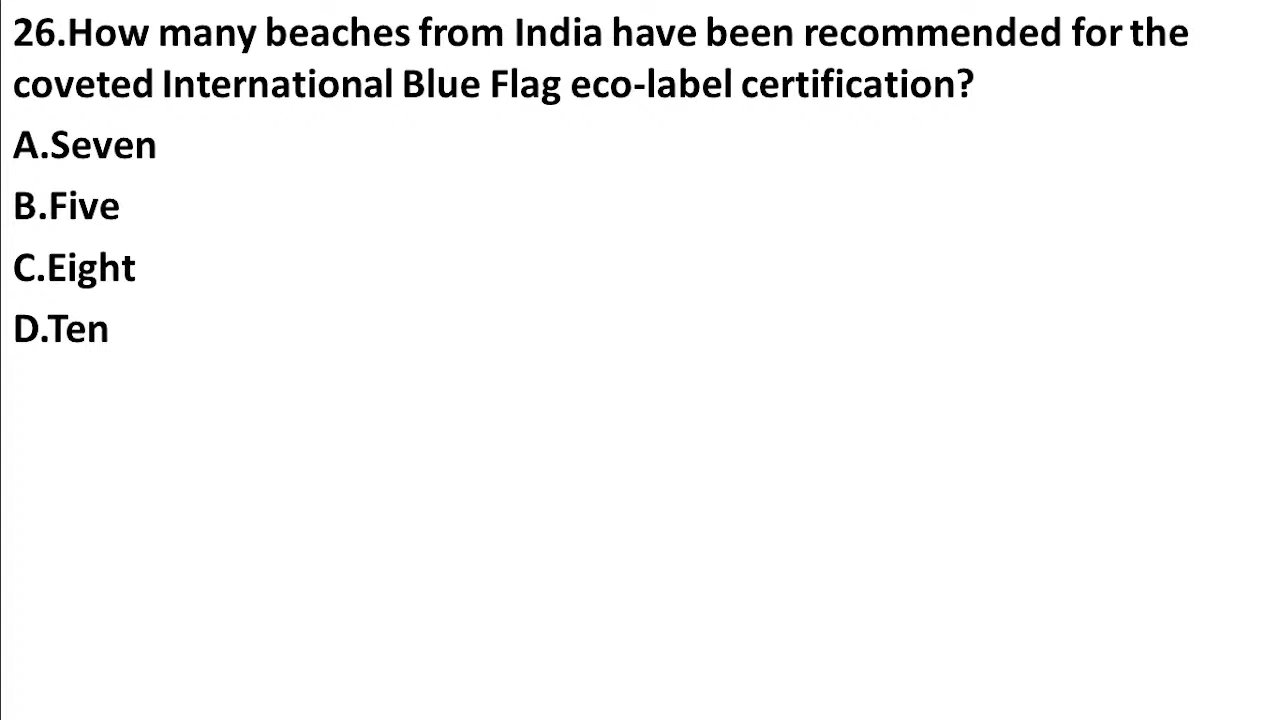 26.How many beaches from India have been recommended for the
coveted International Blue Flag eco-label certification?
A.Seven
B.Five
C.Eight
D.Ten